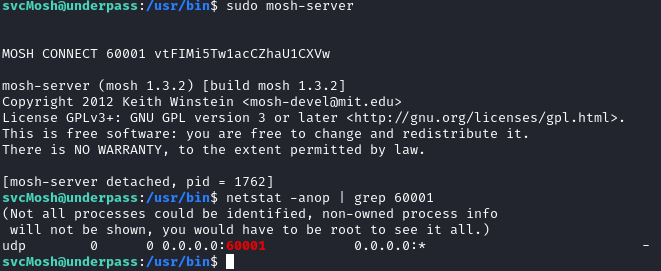 svcMosh@underpass:/usr/bin$ sudo mosh-server
MOSH CONNECT 60001 vtFIMi5Tw1acCZhaU1CXVw
mosh-server (mosh 1.3.2) [build mosh 1.3.2]
Copyright 2012 Keith Winstein <mosh-devel@mit.edu>
License GPLv3+: GNU GPL version 3 or later <http://gnu.org/licenses/gpl.html>.
This is free software: you are free to change and redistribute it.
There is NO WARRANTY, to the extent permitted by law.
[mosh-server detached, pid = 1762]
svcMosh@underpass:/usr/bin$ netstat -anop | grep 60001
(Not all processes could be identified, non-owned process info
 will not be shown, you would have to be root to see it all.)
udp        0      0 0.0.0.0:60001           0.0.0.0:*                           -
svcMosh@underpass:/usr/bin$